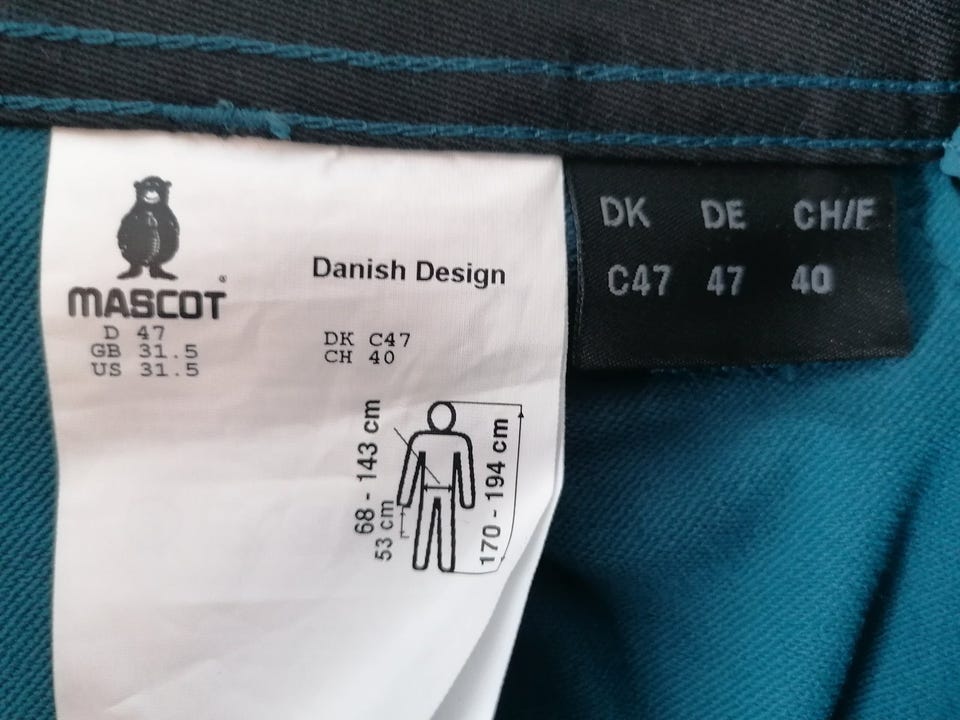 MASCOT®
Danish Design
D 47
GB 31.5
US 31.5
DK C47
CH 40
68 - 143 cm
53 cm
170 - 194 cm
DK DE CH/F
C47 47 40